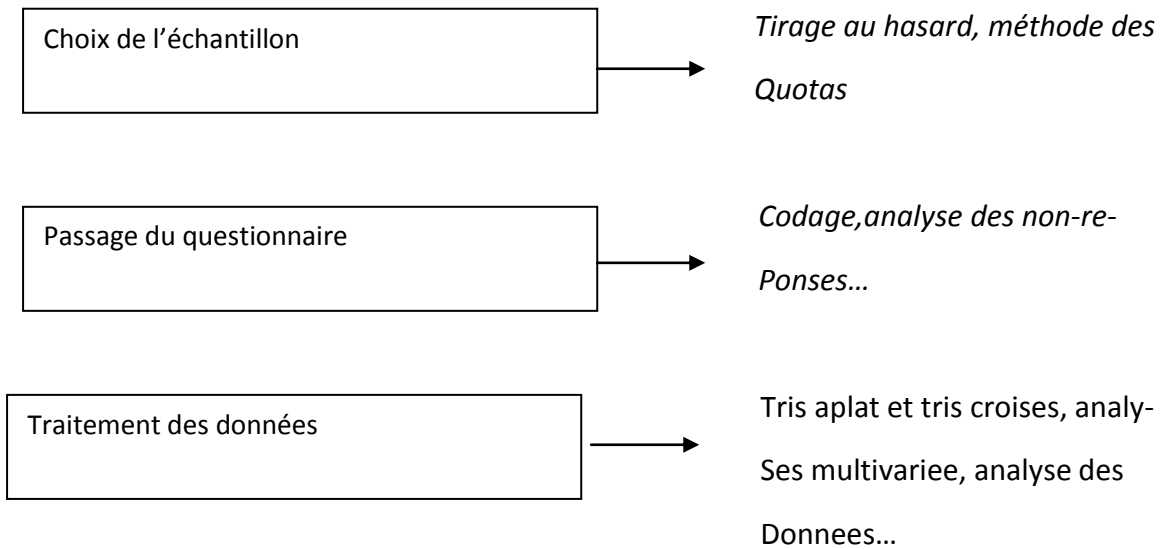 Choix de l’échantillon
Tirage au hasard, méthode des
Quotas
Passage du questionnaire
Codage,analyse des non-re-
Ponses…
Traitement des données
Tris aplat et tris croises, analy-
Ses multivariee, analyse des
Donnees…